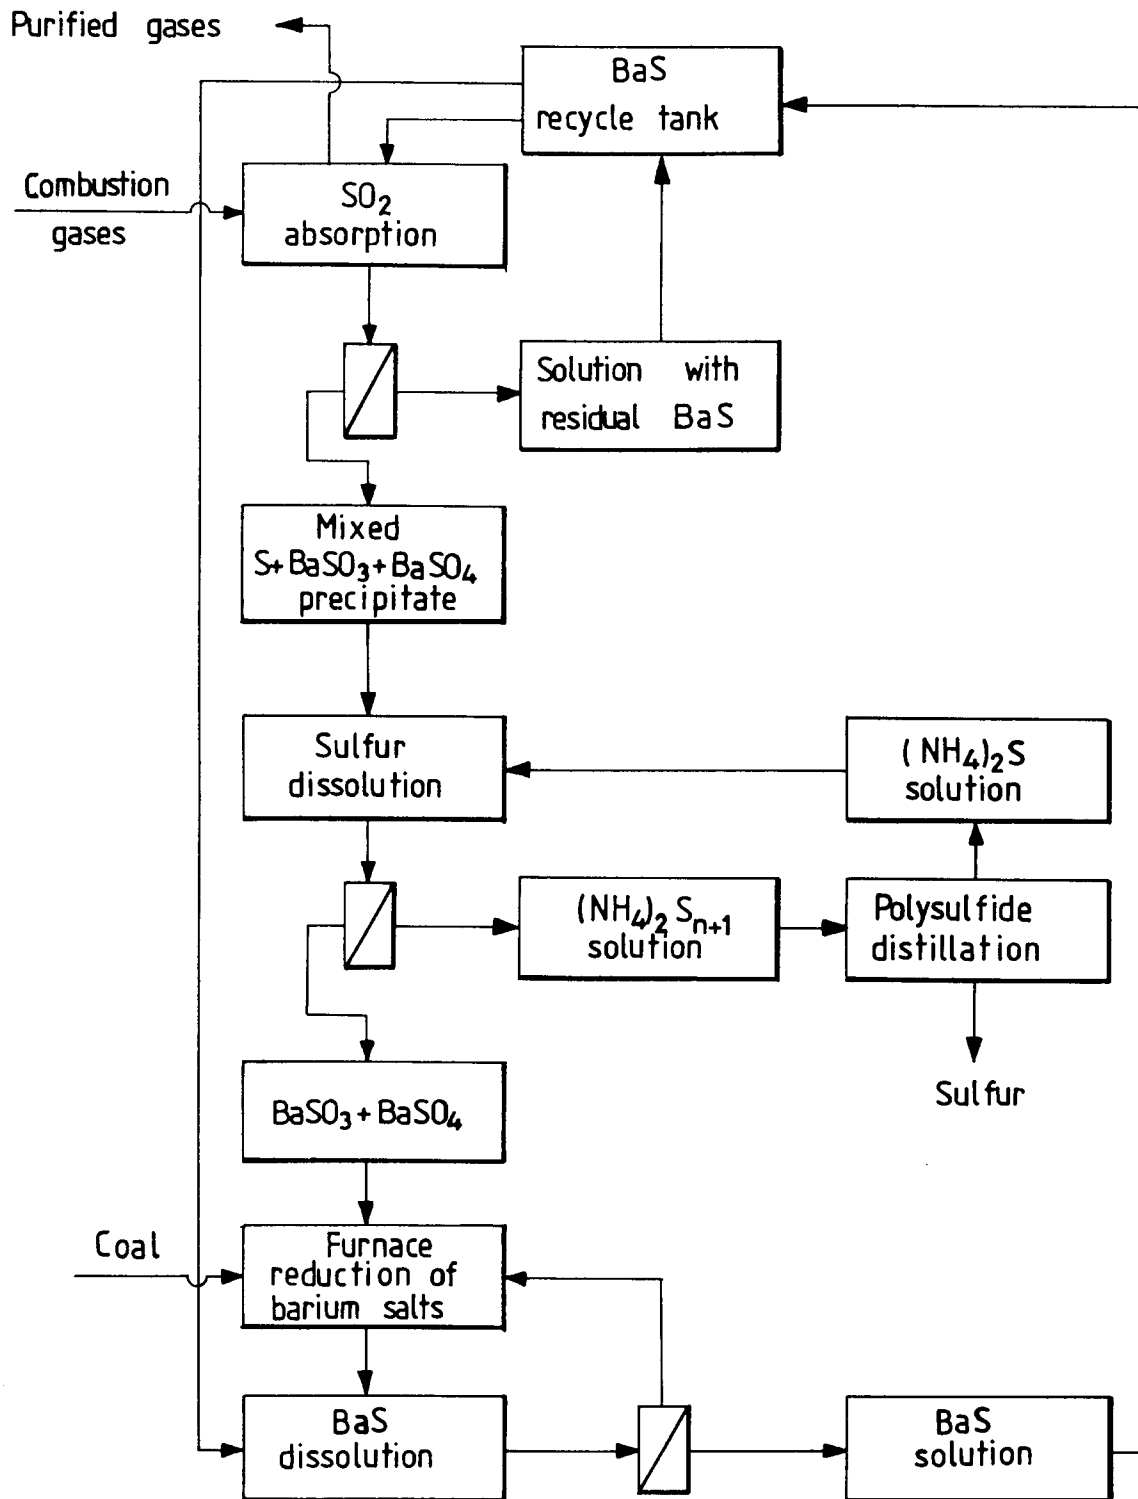 Purified gases
BaS
recycle tank
Combustion
gases
SO₂
absorption
Solution with
residual BaS
Mixed
S+BaSO₃+BaSO₄
precipitate
Sulfur
dissolution
(NH₄)₂S
solution
(NH₄)₂ Sₙ₊₁
solution
Polysulfide
distillation
Sulfur
BaSO₃+BaSO₄
Coal
Furnace
reduction of
barium salts
BaS
dissolution
BaS
solution